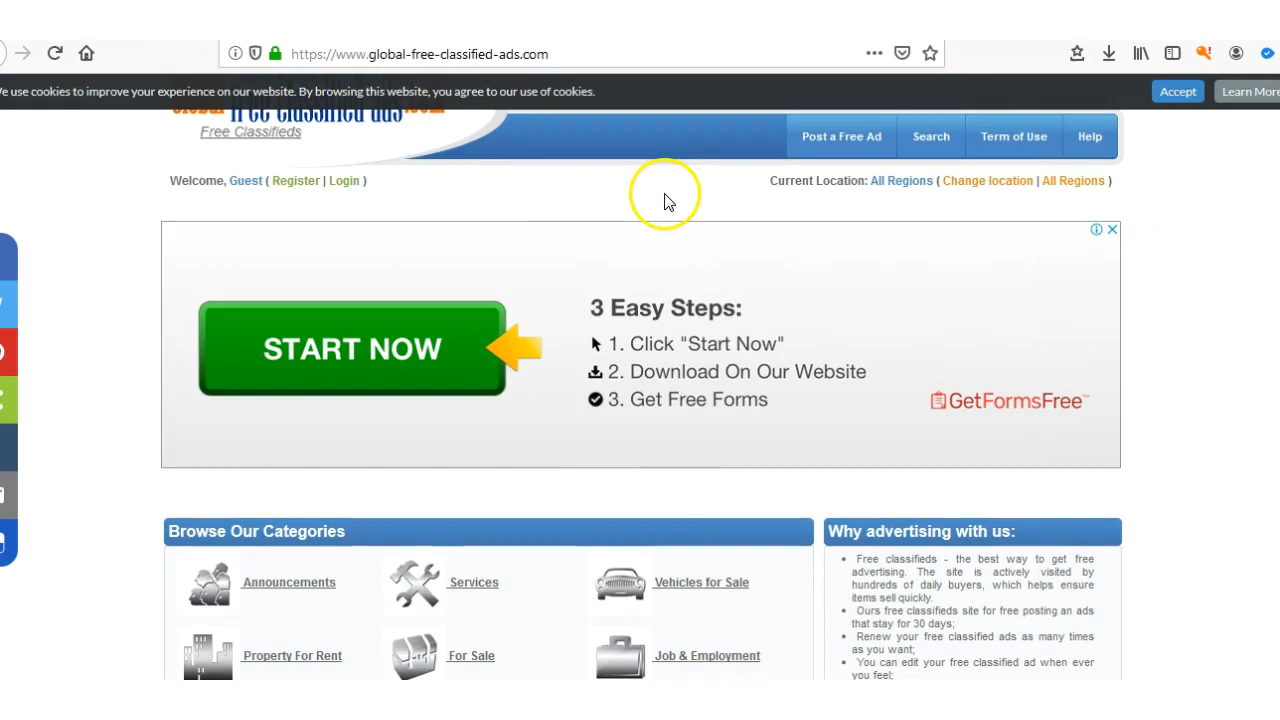 https://www.global-free-classified-ads.com
e use cookies to improve your experience on our website. By browsing this website, you agree to our use of cookies.
Accept
Learn More
global free classified ads.com
Free Classifieds
Post a Free Ad
Search
Term of Use
Help
Welcome, Guest ( Register | Login )
Current Location: All Regions ( Change location | All Regions )
START NOW
3 Easy Steps:
1. Click "Start Now"
2. Download On Our Website
3. Get Free Forms
GetFormsFree™
Browse Our Categories
Announcements
Services
Vehicles for Sale
Property For Rent
For Sale
Job & Employment
Why advertising with us:
Free classifieds - the best way to get free
advertising. The site is actively visited by
hundreds of daily buyers, which helps ensure
items sell quickly.
Ours free classifieds site for free posting an ads
that stay for 30 days;
Renew your free classified ads as many times
as you want;
You can edit your free classified ad when ever
you feel;